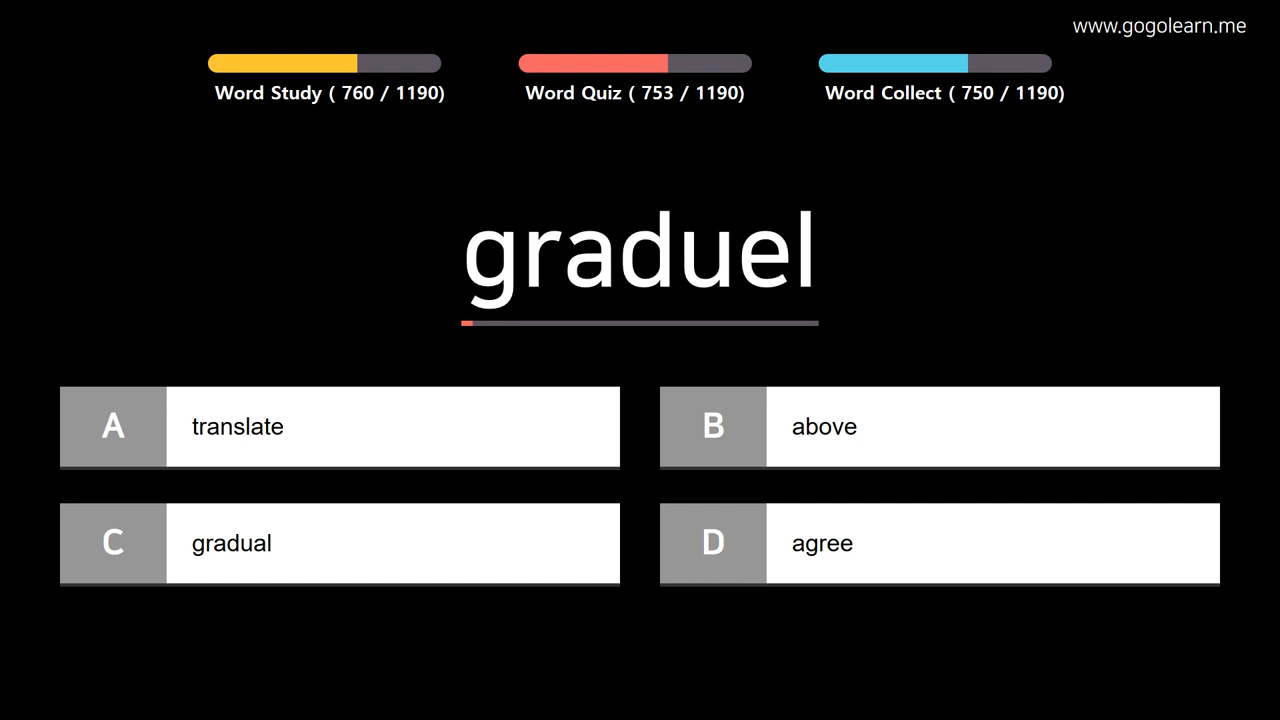 www.gogolearn.me
Word Study ( 760 / 1190)
Word Quiz ( 753 / 1190)
Word Collect ( 750 / 1190)
graduel
A translate
B above
C gradual
D agree